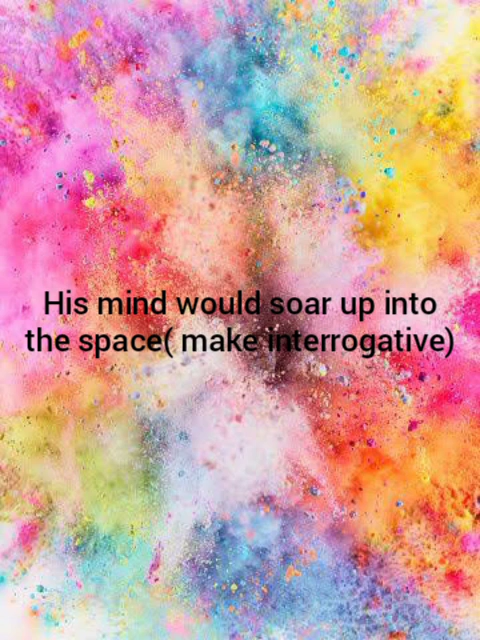 His mind would soar up into
the space( make interrogative)